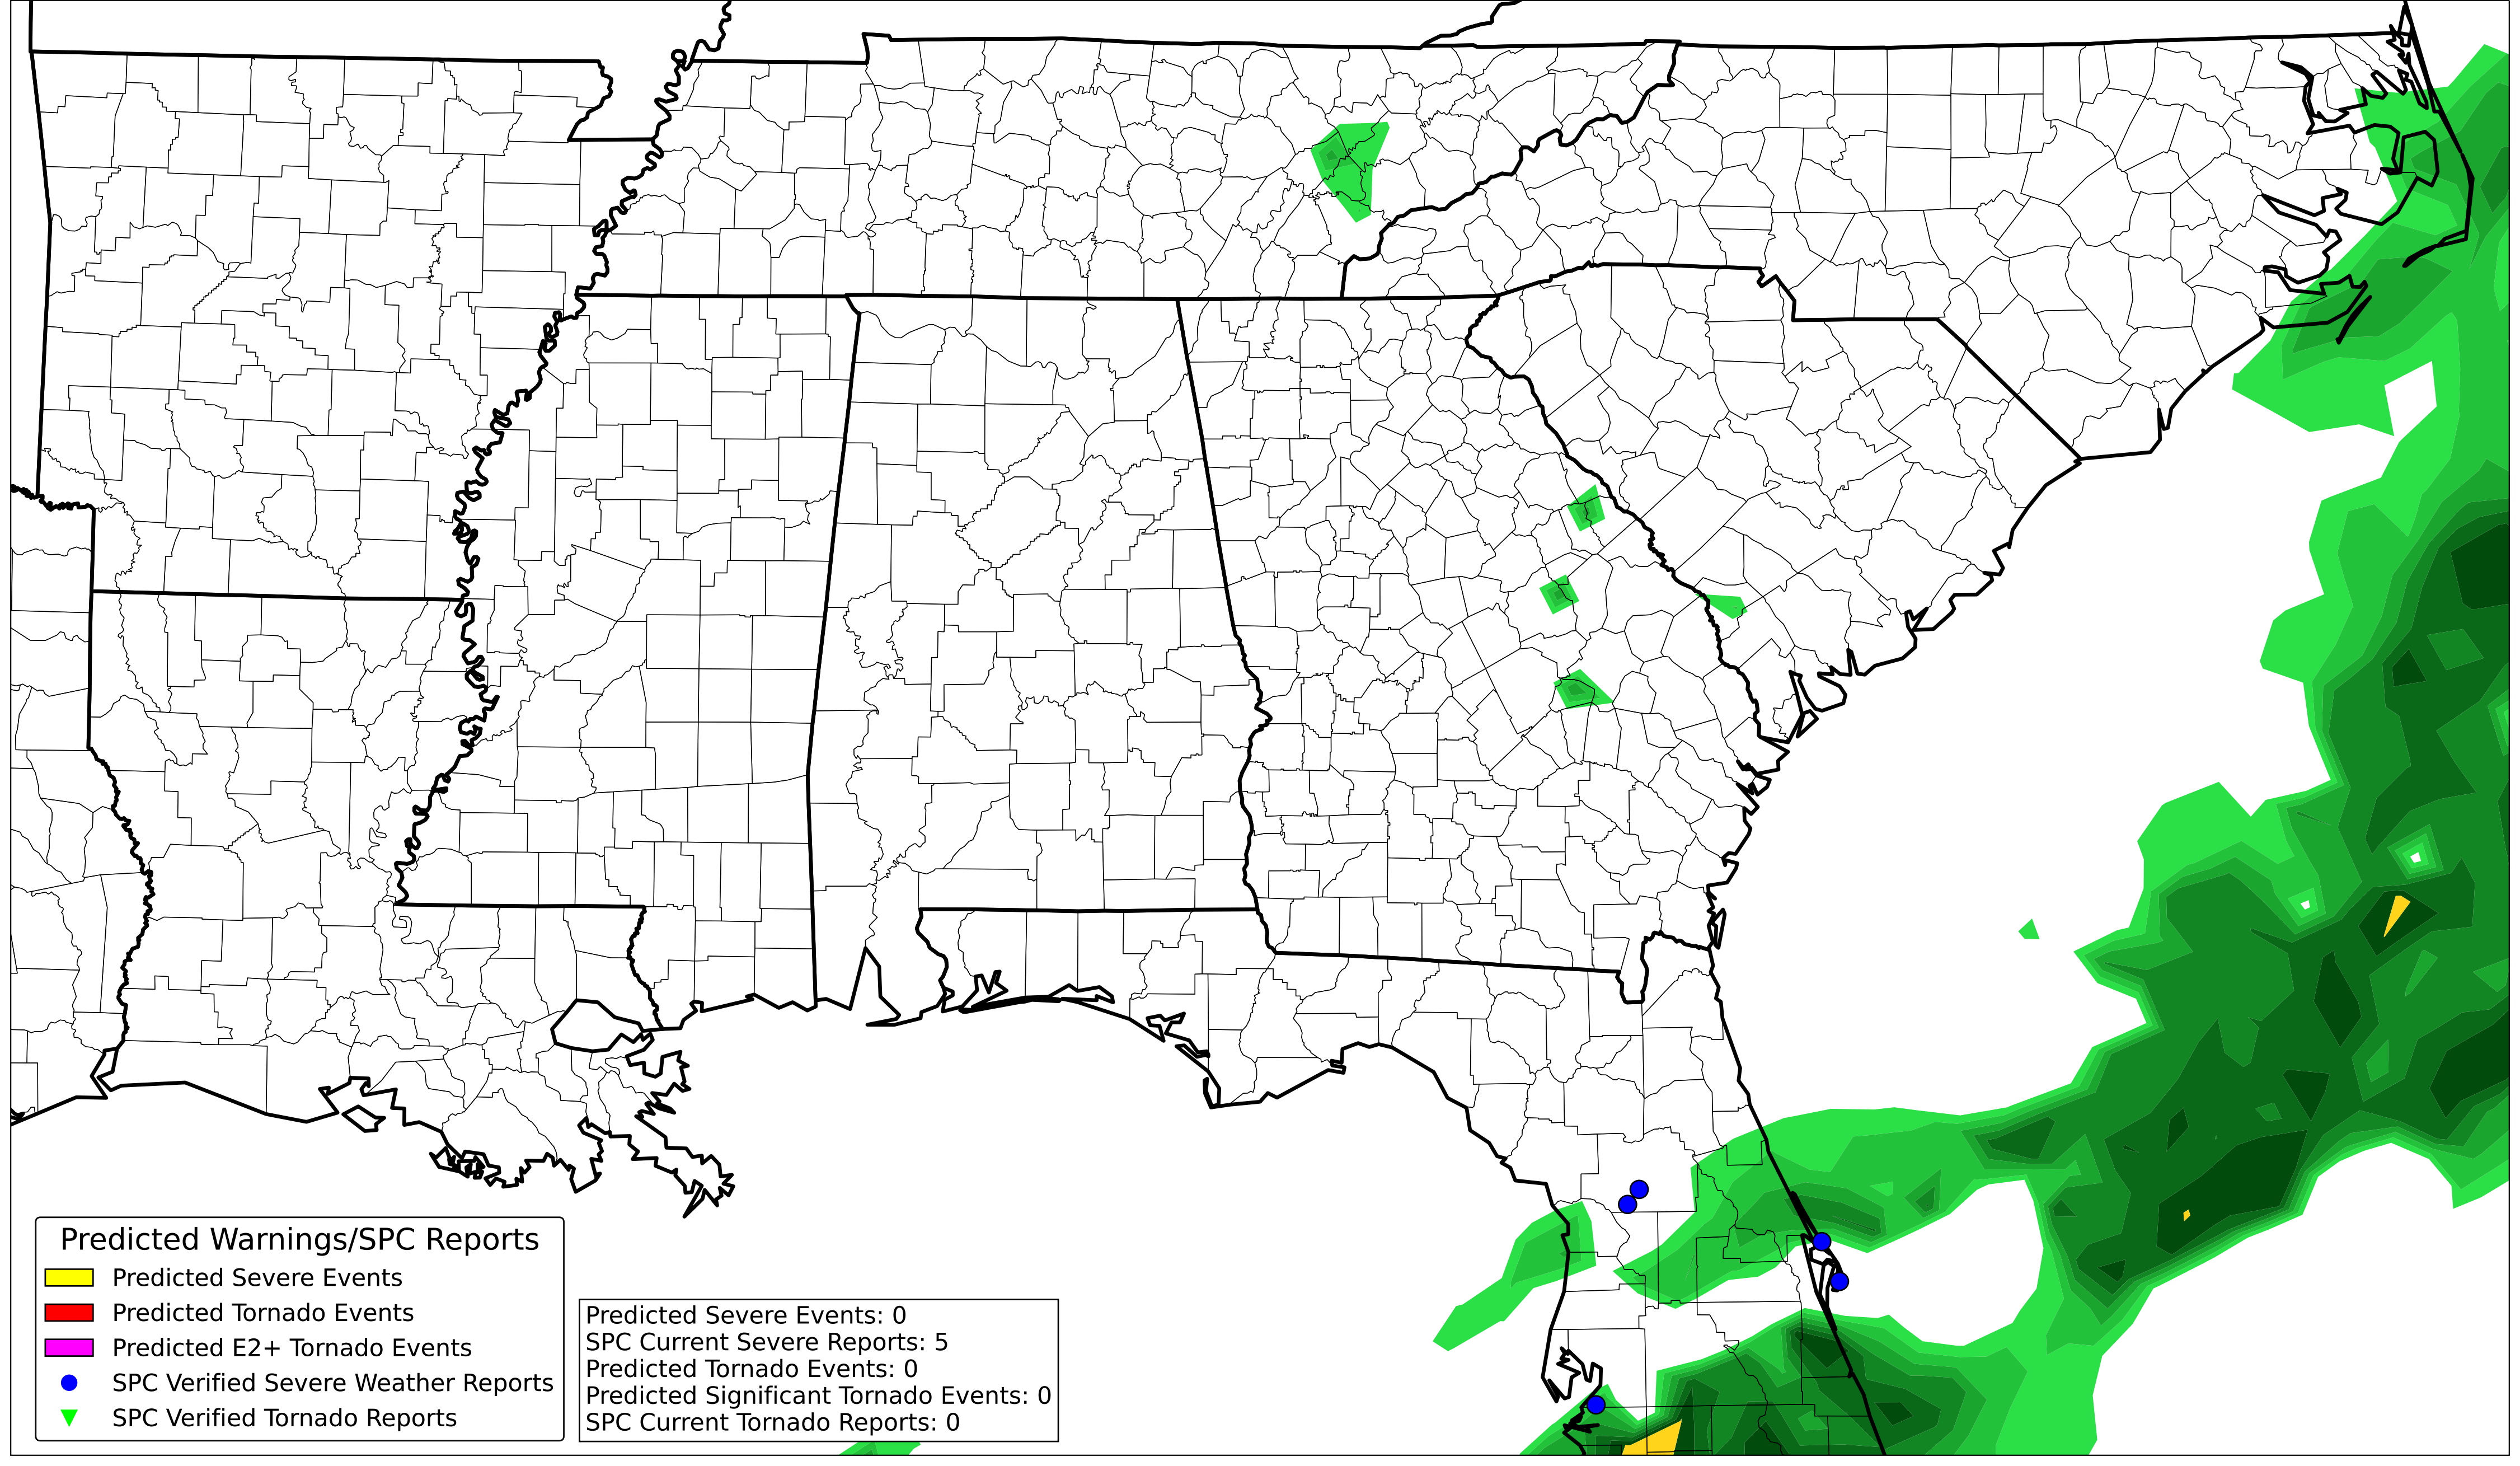 Predicted Warnings/SPC Reports
Predicted Severe Events
Predicted Tornado Events
Predicted E2+ Tornado Events
SPC Verified Severe Weather Reports
SPC Verified Tornado Reports
Predicted Severe Events: 0
SPC Current Severe Reports: 5
Predicted Tornado Events: 0
Predicted Significant Tornado Events: 0
SPC Current Tornado Reports: 0